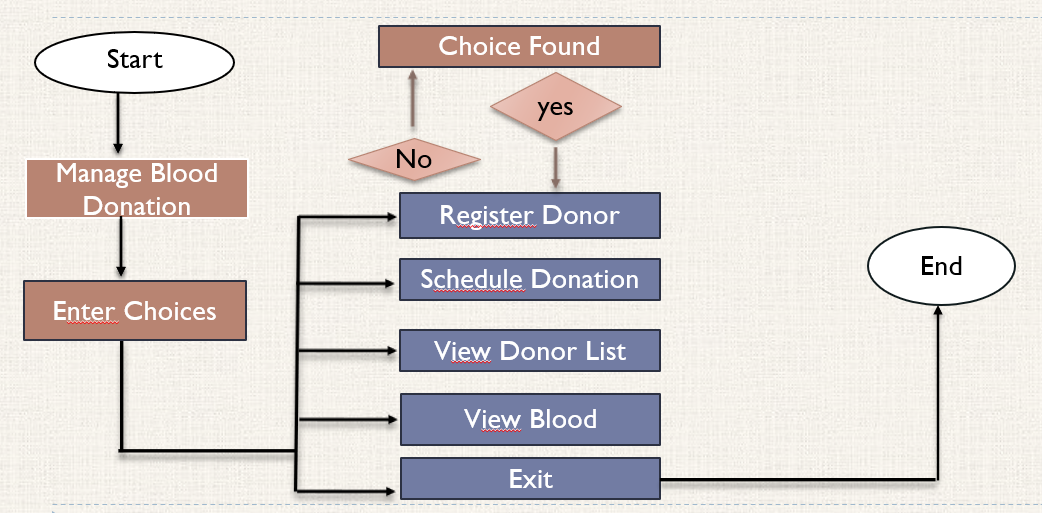 Start
Manage Blood
Donation
Enter Choices
Choice Found
yes
No
Register Donor
Schedule Donation
View Donor List
View Blood
Exit
End